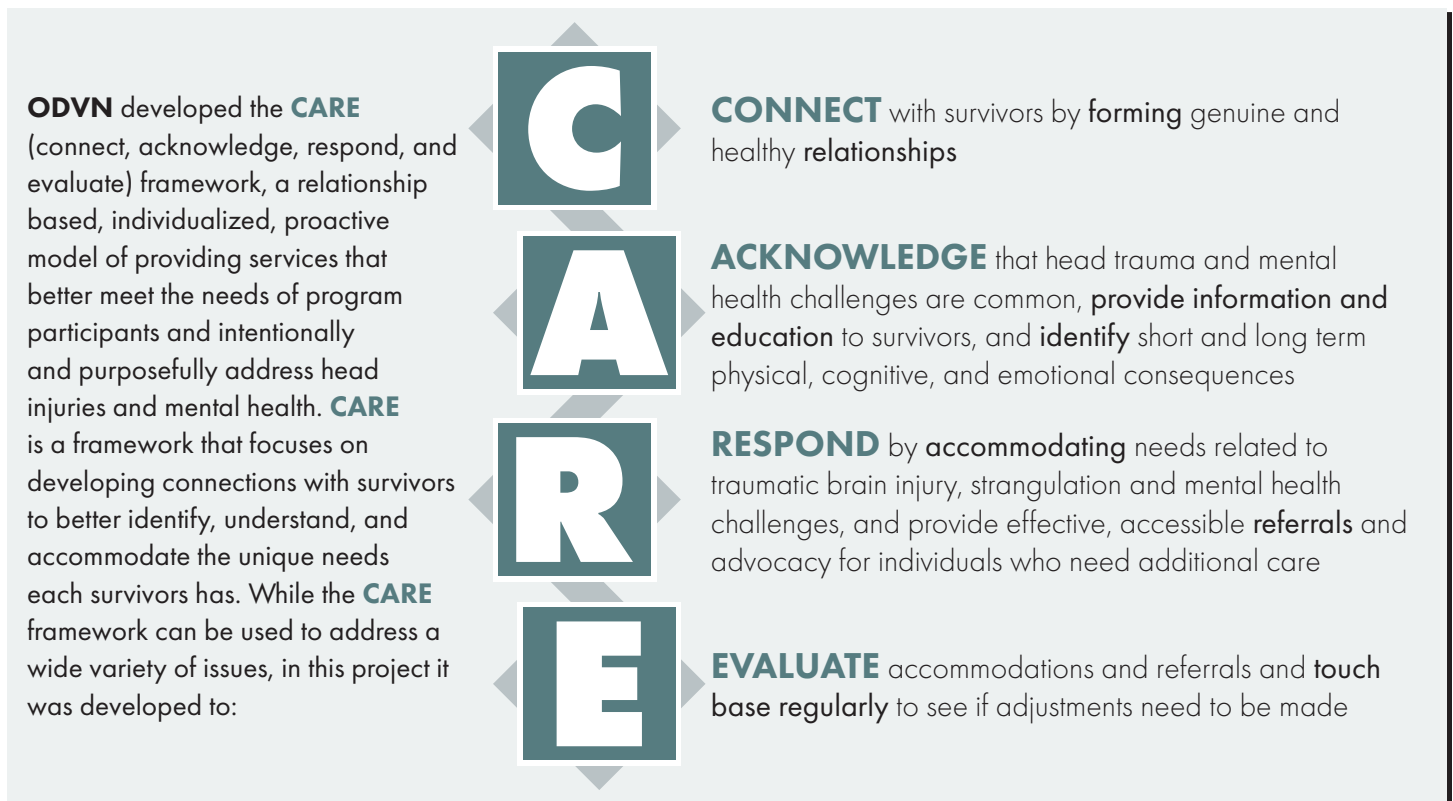 ODVN developed the CARE
(connect, acknowledge, respond, and
evaluate) framework, a relationship
based, individualized, proactive
model of providing services that
better meet the needs of program
participants and intentionally
and purposefully address head
injuries and mental health. CARE
is a framework that focuses on
developing connections with survivors
to better identify, understand, and
accommodate the unique needs
each survivors has. While the CARE
framework can be used to address a
wide variety of issues, in this project it
was developed to:
C
CONNECT with survivors by forming genuine and
healthy relationships
A
ACKNOWLEDGE that head trauma and mental
health challenges are common, provide information and
education to survivors, and identify short and long term
physical, cognitive, and emotional consequences
R
RESPOND by accommodating needs related to
traumatic brain injury, strangulation and mental health
challenges, and provide effective, accessible referrals and
advocacy for individuals who need additional care
E
EVALUATE accommodations and referrals and touch
base regularly to see if adjustments need to be made